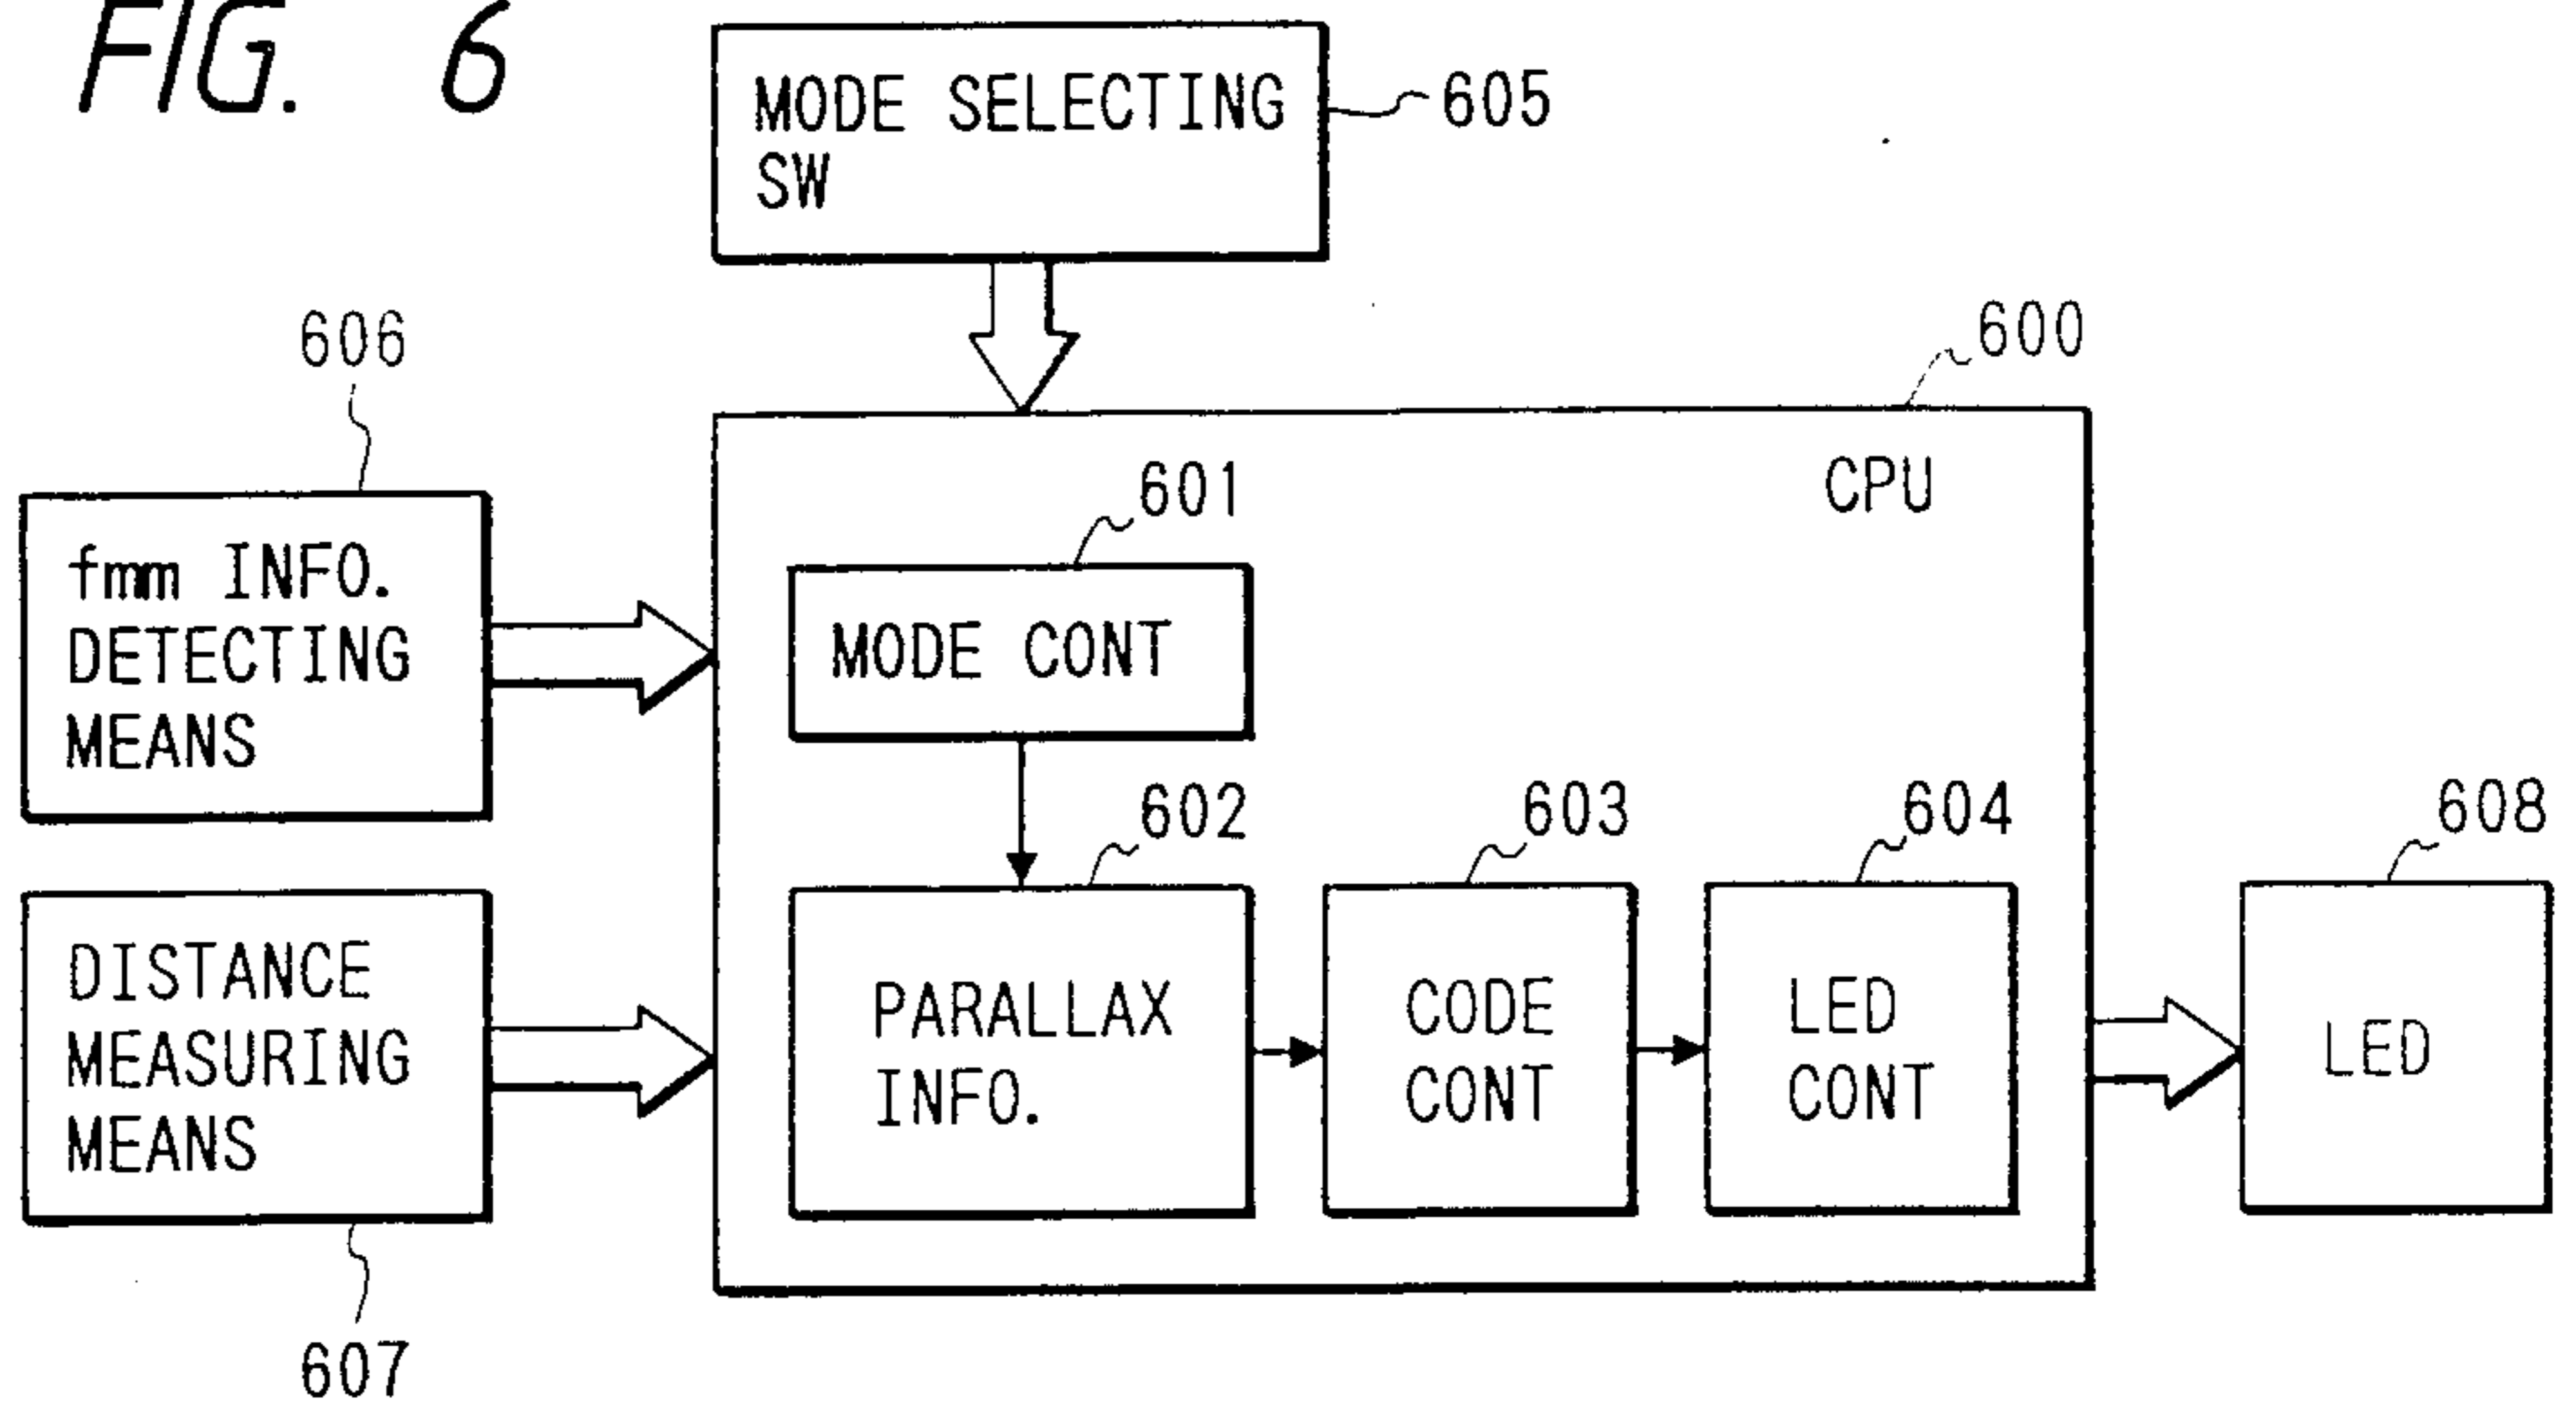 FIG. 6
MODE SELECTING
SW
605
606
600
CPU
fmm INFO.
DETECTING
MEANS
601
MODE CONT
602
603
604
608
DISTANCE
MEASURING
MEANS
PARALLAX
INFO.
CODE
CONT
LED
CONT
LED
607